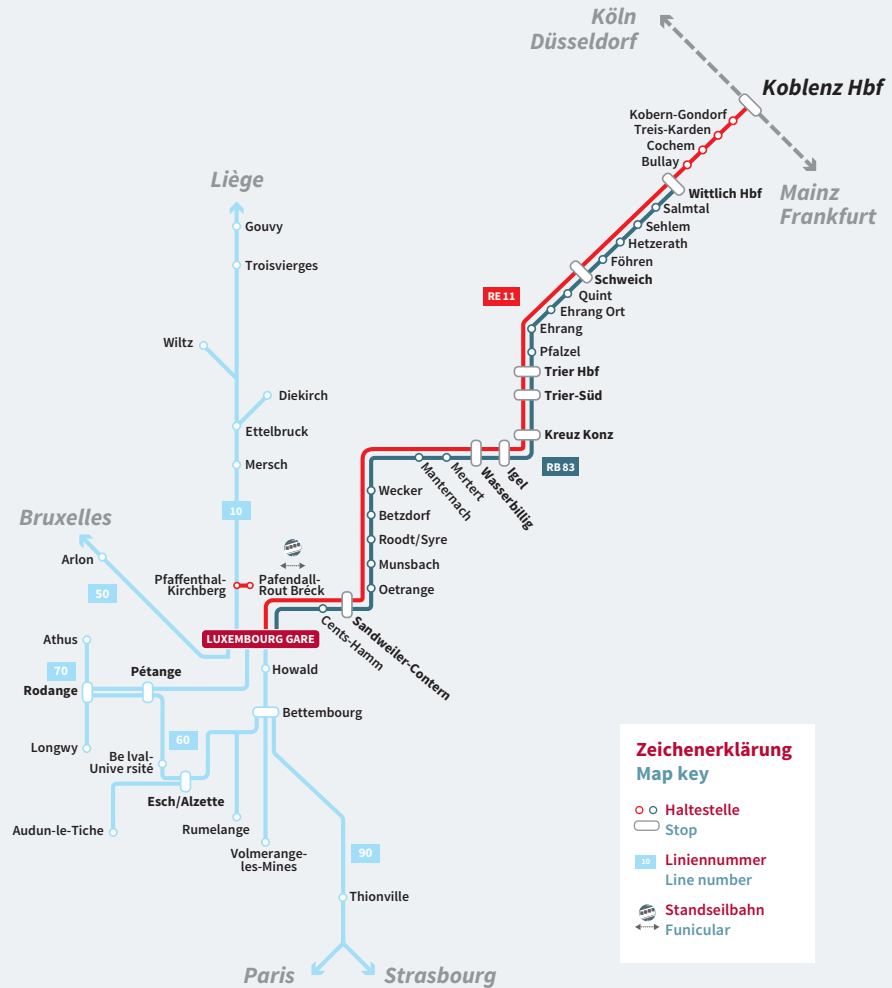 Köln
Düsseldorf
Koblenz Hbf
Kobern-Gondorf
Treis-Karden
Cochem
Bullay
Mainz
Frankfurt
Wittlich Hbf
Salmtal
Sehlem
Hetzerath
Föhren
Schweich
Quint
Ehrang Ort
Ehrang
Pfalzel
RE 11
Trier Hbf
Trier-Süd
Kreuz Konz
RB 83
Igel
Wasserbillig
Mertert
Manternach
Wecker
Betzdorf
Roodt/Syre
Munsbach
Oetrange
Sandweiler-Contern
Cents-Hamm
Liège
Gouvy
Troisvierges
Wiltz
Diekirch
Ettelbruck
Mersch
10
Bruxelles
Arlon
50
Pfaffenthal-
Kirchberg
Pafendall-
Rout Bréck
LUXEMBOURG GARE
Athus
70
Pétange
Rodange
Longwy
60
Be lval-
Unive rsité
Esch/Alzette
Audun-le-Tiche
Howald
Bettembourg
Rumelange
Volmerange-
les-Mines
90
Thionville
Paris
Strasbourg
Zeichenerklärung
Map key
Haltestelle
Stop
10
Liniennummer
Line number
Standseilbahn
Funicular